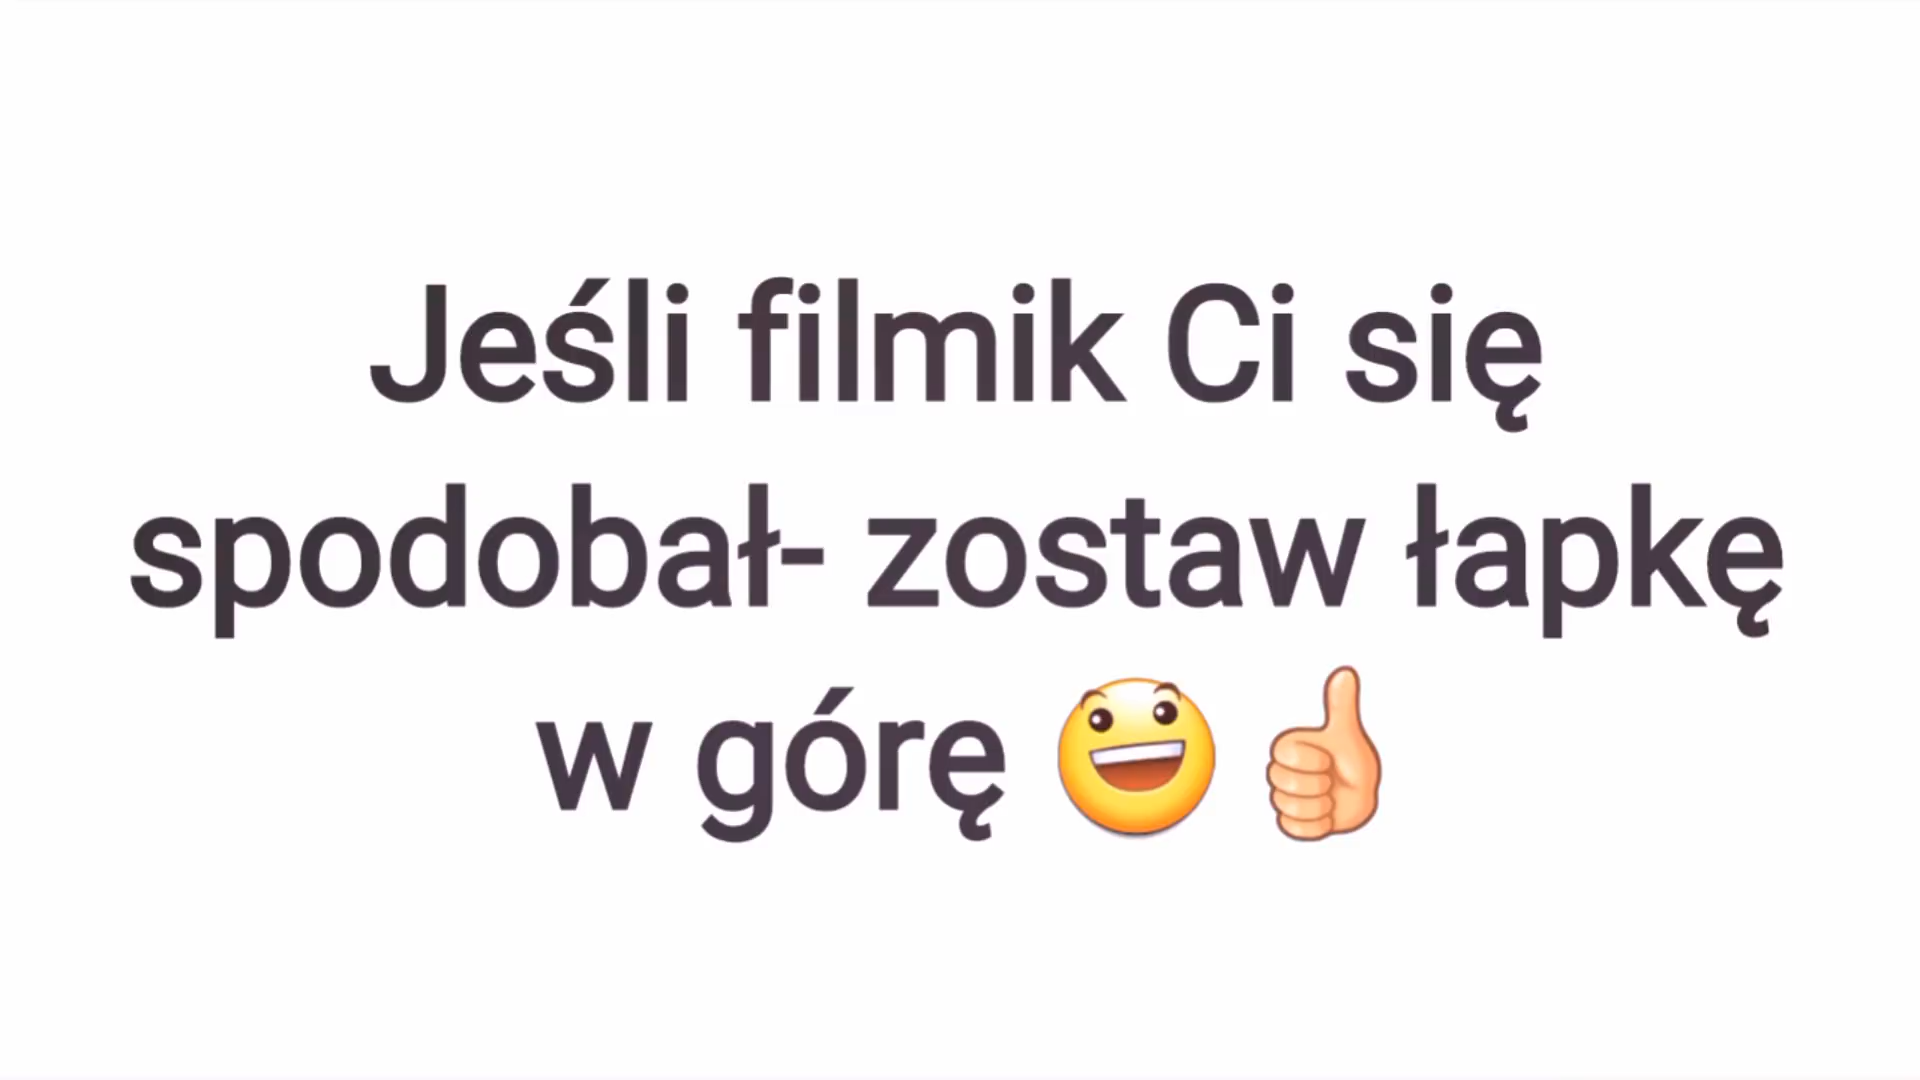 Jeśli filmik Ci się
spodobał- zostaw łapkę
w górę 😃 👍🏻